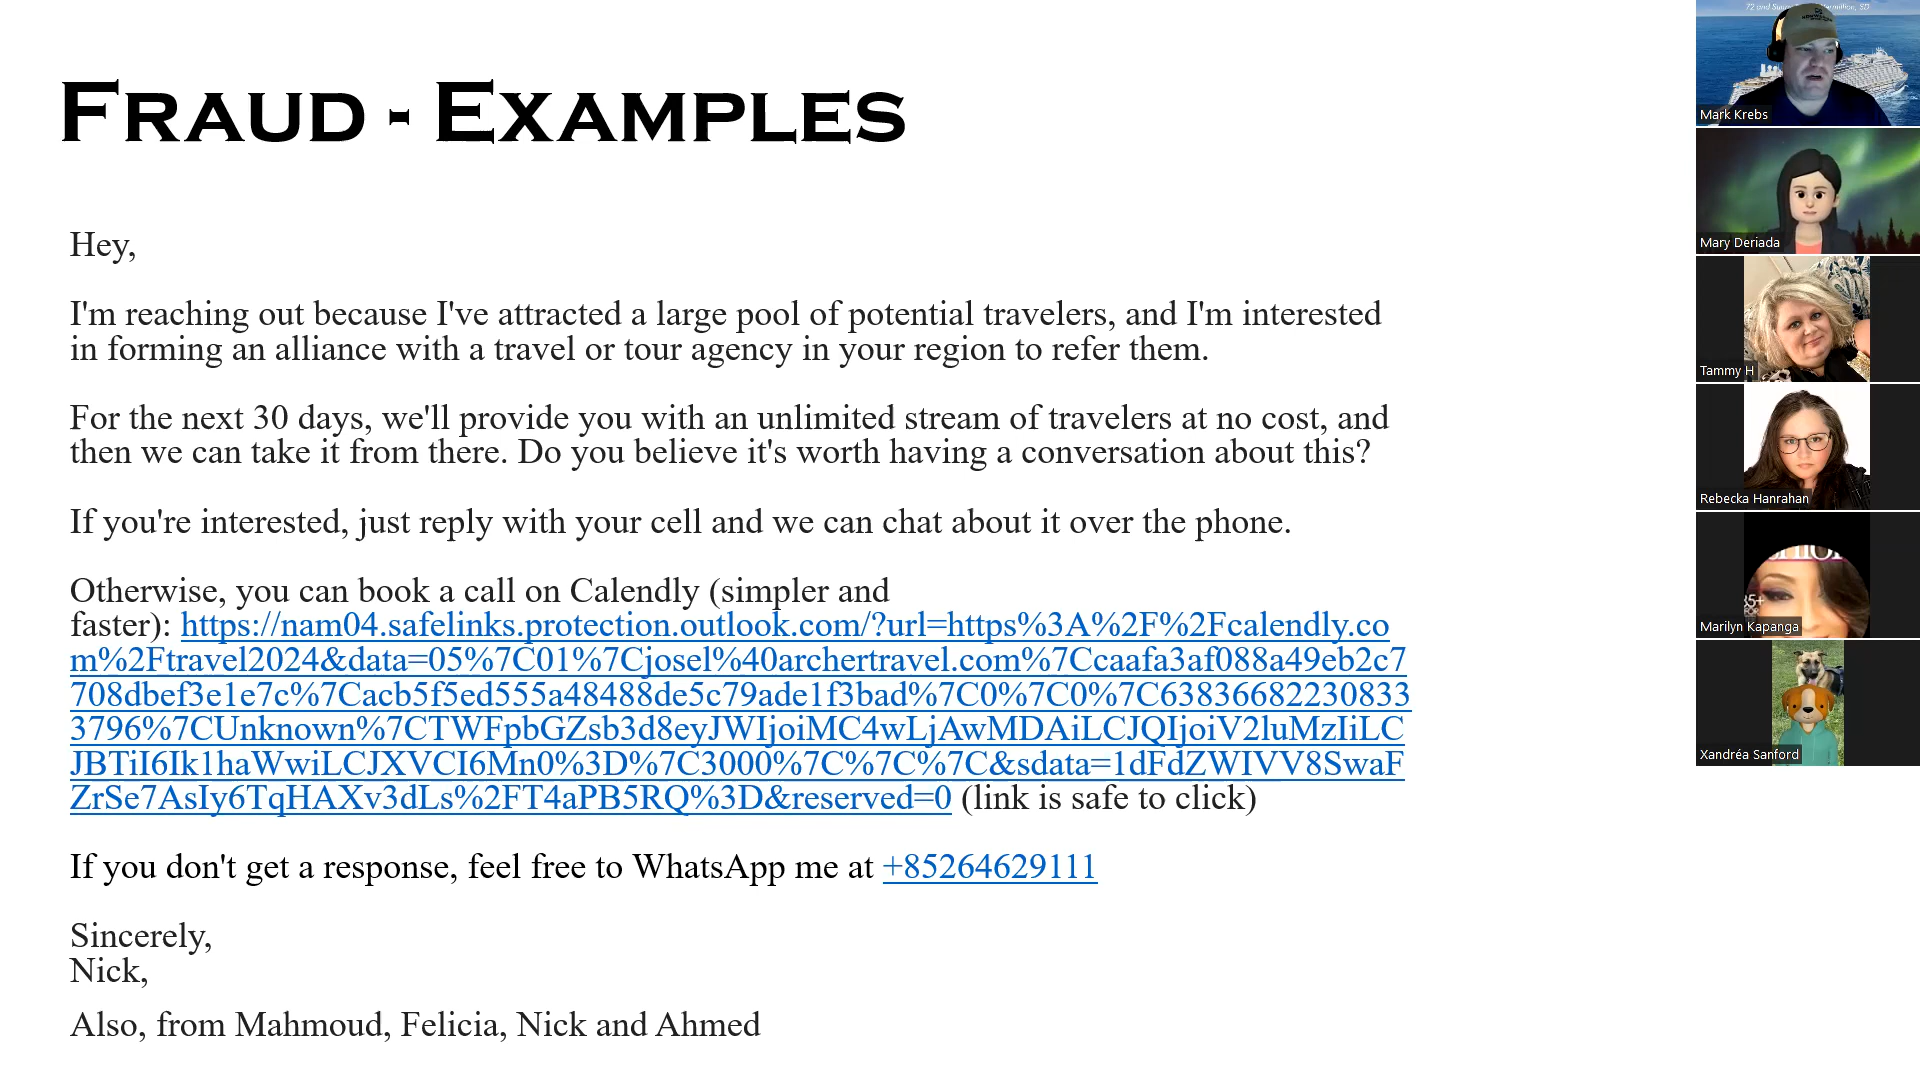 Fraud - Examples
Hey,
I'm reaching out because I've attracted a large pool of potential travelers, and I'm interested
in forming an alliance with a travel or tour agency in your region to refer them.
For the next 30 days, we'll provide you with an unlimited stream of travelers at no cost, and
then we can take it from there. Do you believe it's worth having a conversation about this?
If you're interested, just reply with your cell and we can chat about it over the phone.
Otherwise, you can book a call on Calendly (simpler and
faster): https://nam04.safelinks.protection.outlook.com/?url=https%3A%2F%2Fcalendly.co
m%2Ftravel2024&data=05%7C01%7Cjosel%40archertravel.com%7Ccaafa3af088a49eb2c7
708dbef3e1e7c%7Cacb5f5ed555a48488de5c79ade1f3bad%7C0%7C0%7C63836682230833
3796%7CUnknown%7CTWFpbGZsb3d8eyJWIjoiMC4wLjAwMDAiLCJQIjoiV2luMzIiLC
JBTiI6Ik1haWwiLCJXVCI6Mn0%3D%7C3000%7C%7C%7C&sdata=1dFdZWIVV8SwaF
ZrSe7AsIy6TqHAXv3dLs%2FT4aPB5RQ%3D&reserved=0 (link is safe to click)
If you don't get a response, feel free to WhatsApp me at +85264629111
Sincerely,
Nick,
Also, from Mahmoud, Felicia, Nick and Ahmed
Mark Krebs
Mary Deriada
Tammy H
Rebecka Hanrahan
Marilyn Kapanga
Xandréa Sanford